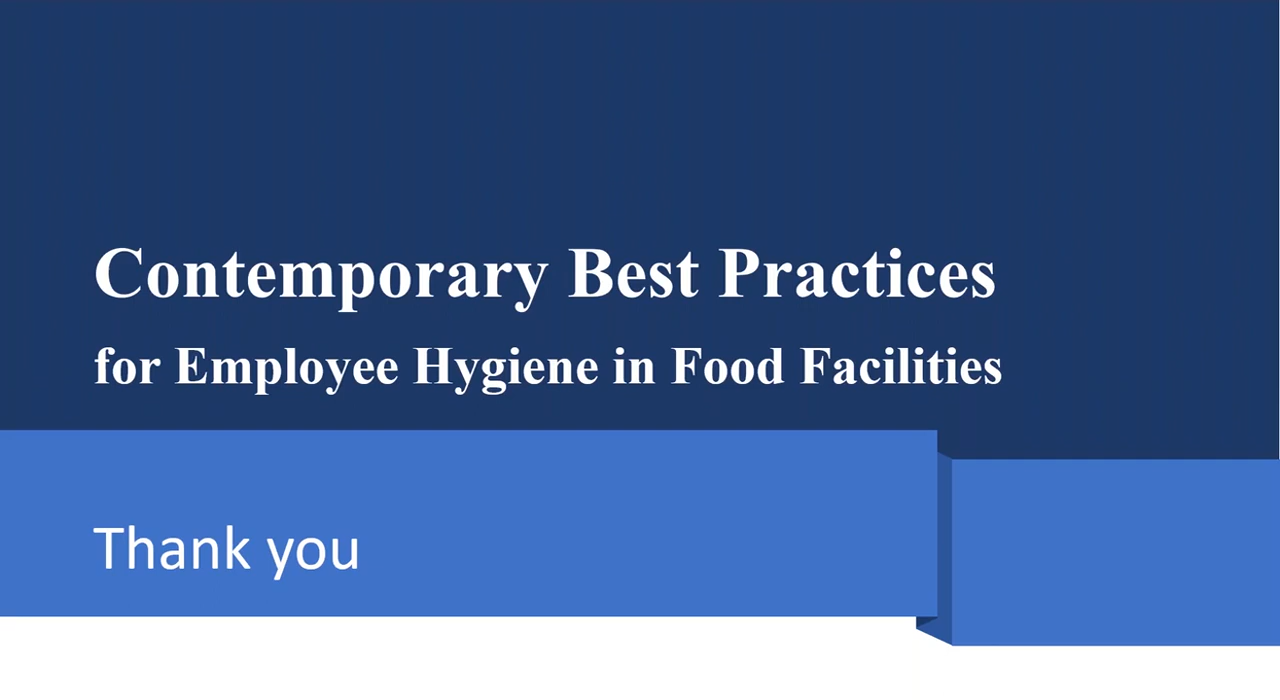 Contemporary Best Practices
for Employee Hygiene in Food Facilities
Thank you